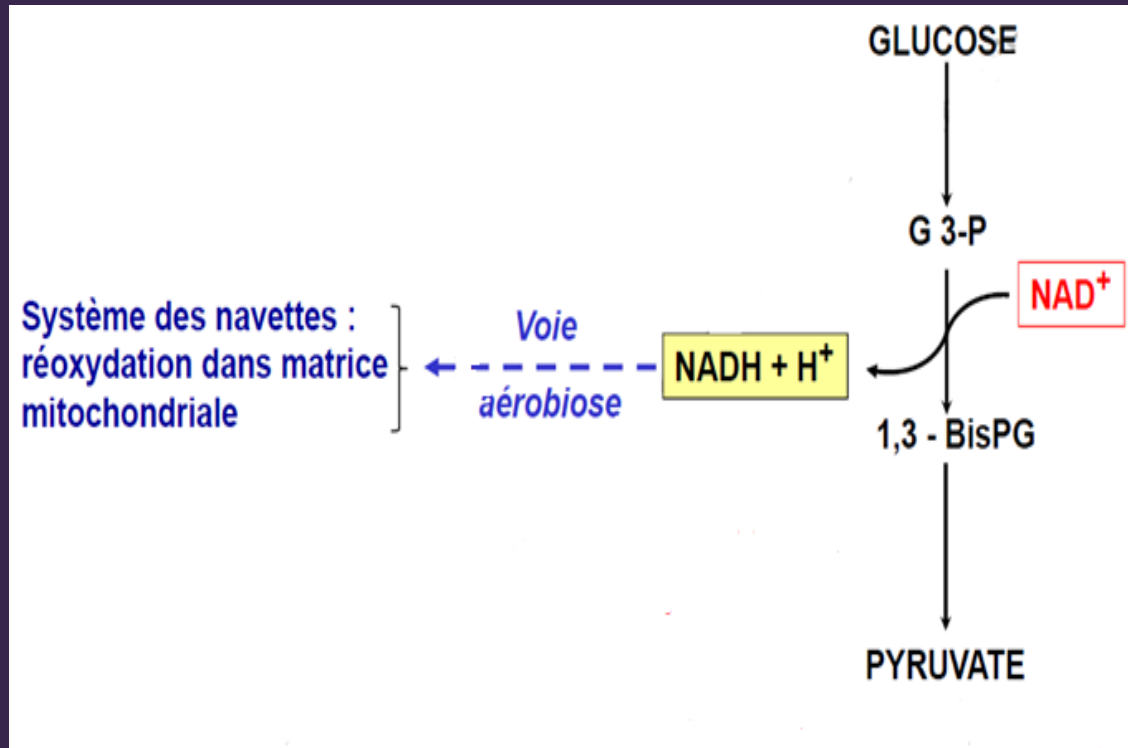 GLUCOSE
G 3-P
NAD⁺
Système des navettes :
réoxydation dans matrice
mitochondriale
Voie
aérobiose
NADH + H⁺
1,3 - BisPG
PYRUVATE